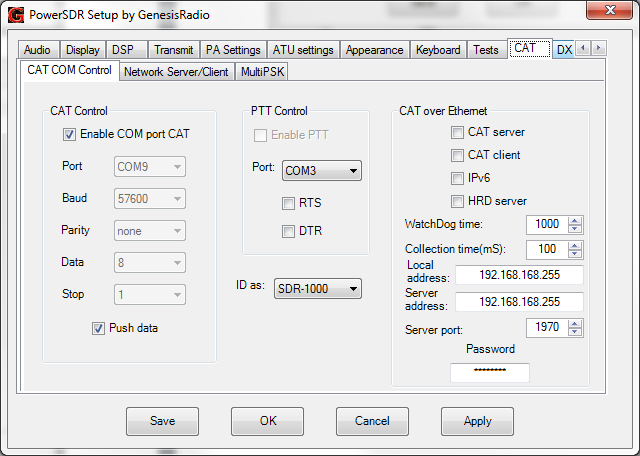 PowerSDR Setup by GenesisRadio
Audio Display DSP Transmit PA Settings ATU settings Appearance Keyboard Tests CAT DX
CAT COM Control Network Server/Client MultiPSK
CAT Control
Enable COM port CAT
Port COM9
Baud 57600
Parity none
Data 8
Stop 1
Push data
PTT Control
Enable PTT
Port: COM3
RTS
DTR
ID as: SDR-1000
CAT over Ethernet
CAT server
CAT client
IPv6
HRD server
WatchDog time: 1000
Collection time(mS): 100
Local
address: 192.168.168.255
Server
address: 192.168.168.255
Server port: 1970
Password
********
Save OK Cancel Apply